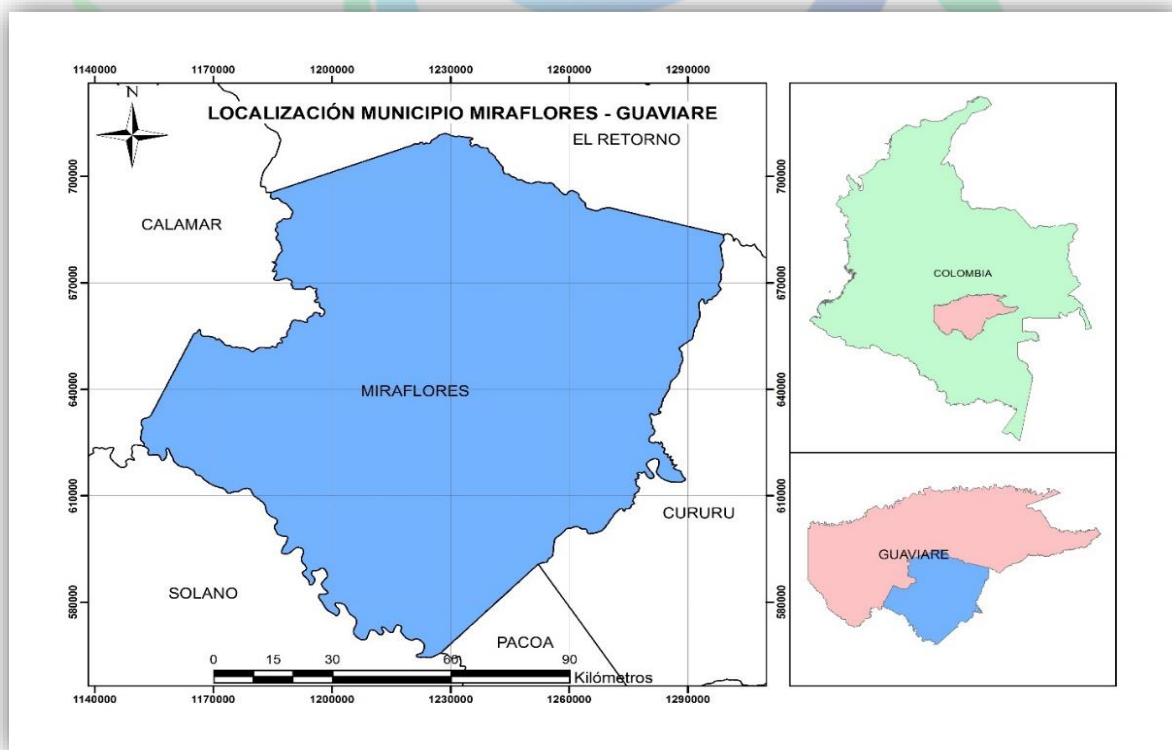 1140000 1170000 1200000 1230000 1260000 1290000
N
LOCALIZACIÓN MUNICIPIO MIRAFLORES - GUAVIARE
EL RETORNO
700000 700000
CALAMAR
670000 670000
COLOMBIA
MIRAFLORES
640000 640000
610000 610000
CURURU
GUAVIARE
SOLANO
580000 580000
PACOA
0 15 30 60 90
Kilómetros
1140000 1170000 1200000 1230000 1260000 1290000